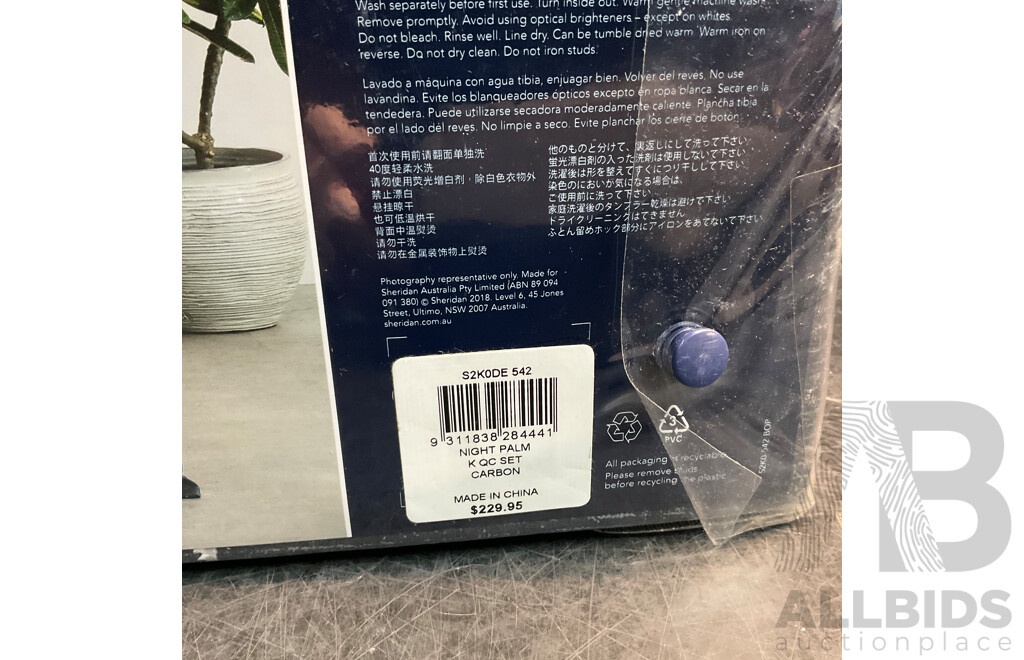 Wash separately before first use. Turn inside out. Warm gentle machine wash.
Remove promptly. Avoid using optical brighteners – except on whites.
Do not bleach. Rinse well. Line dry. Can be tumble dried warm. Warm iron on
reverse. Do not dry clean. Do not iron studs.
Lavado a máquina con agua tibia, enjuagar bien. Volver del revés. No use
lavandina. Evite los blanqueadores ópticos excepto en ropa blanca. Secar en la
tendedera. Puede utilizarse secadora moderadamente caliente. Plancha tibia
por el lado del reves. No limpie a seco. Evite planchar los cierre de botón.
首次使用前请翻面单独洗
40度轻柔水洗
请勿使用荧光增白剂，除白色衣物外
禁止漂白
悬挂晾干
也可低温烘干
背面中温熨烫
请勿干洗
请勿在金属装饰物上熨烫
他のものと分けて、裏返しにして洗って下さい
蛍光漂白剤の入った洗剤は使用しないで下さい
洗濯後は形を整えてすぐにつり干しして下さい
染色のにおいが気になる場合は、
ご使用前に洗って下さい
家庭洗濯後のタンブラー乾燥は避けて下さい
ドライクリーニングはできません
ふとん留めホック部分にアイロンをあてないで下さい
Photography representative only. Made for
Sheridan Australia Pty Limited (ABN 89 094
091 380) © Sheridan 2018. Level 6, 45 Jones
Street, Ultimo, NSW 2007 Australia.
sheridan.com.au
S2K0DE 542
9 311838 284441
NIGHT PALM
K QC SET
CARBON
MADE IN CHINA
$229.95
3
PVC
All packaging is recyclable
Please remove studs
before recycling the plastic
S2K0 542 BOP
AB
ALLBIDS
auctionplace